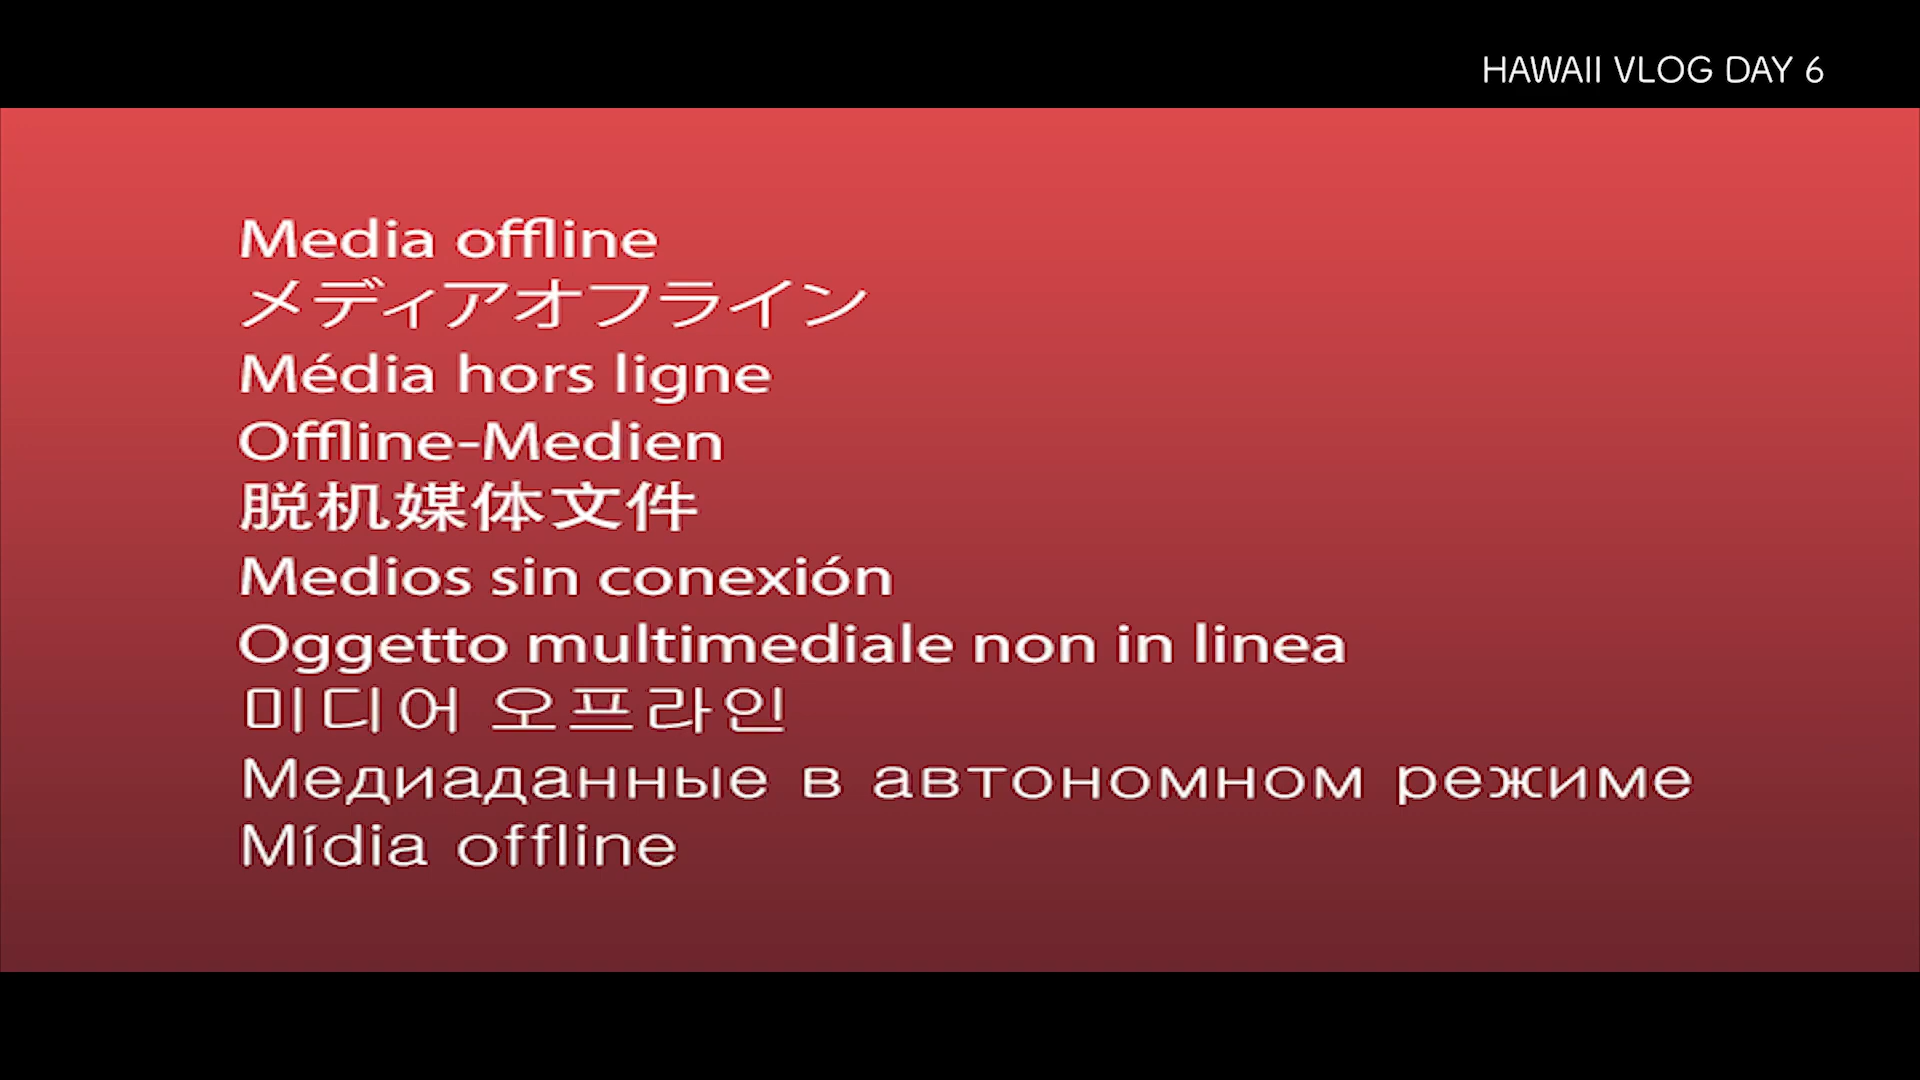 HAWAII VLOG DAY 6
Media offline
メディアオフライン
Média hors ligne
Offline-Medien
脱机媒体文件
Medios sin conexión
Oggetto multimediale non in linea
미디어 오프라인
Медиаданные в автономном режиме
Mídia offline